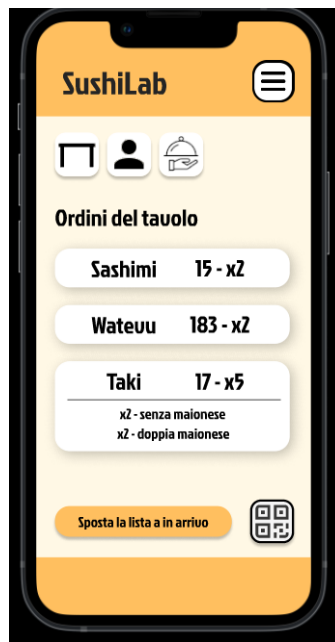 SushiLab
Ordini del tavolo
Sashimi 15 - x2
Watevu 183 - x2
Taki 17 - x5
x2 - senza maionese
x2 - doppia maionese
Sposta la lista a in arrivo